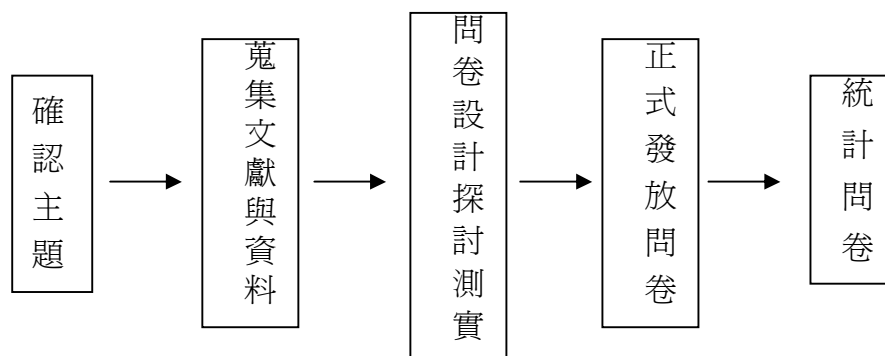 確認主題
蒐集文獻與資料
問卷設計探討測實
正式發放問卷
統計問卷